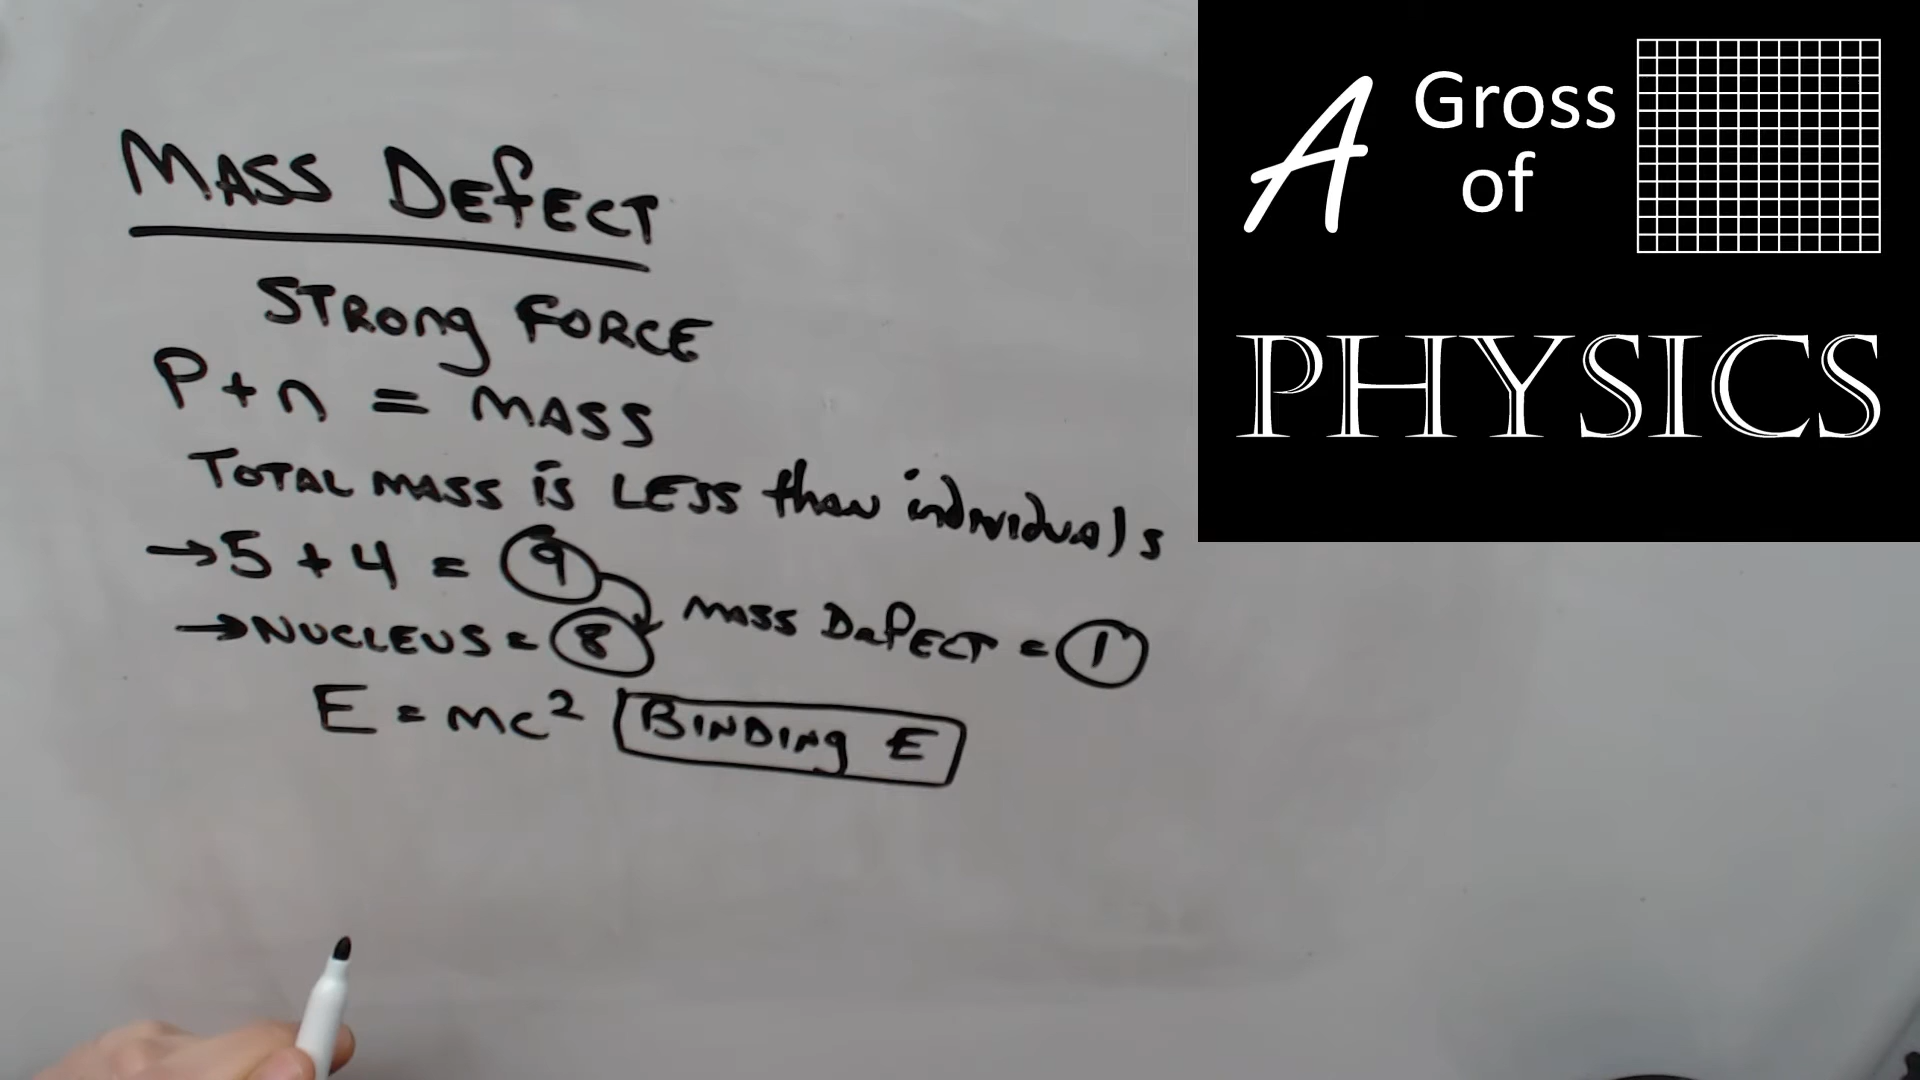 MASS DEFECT
STRONG FORCE
P + n = MASS
TOTAL MASS is LESS than individuals
→ 5 + 4 = 9
→ NUCLEUS = 8 MASS DefECT = 1
E = mc² BINDING E
A Gross
of
PHYSICS